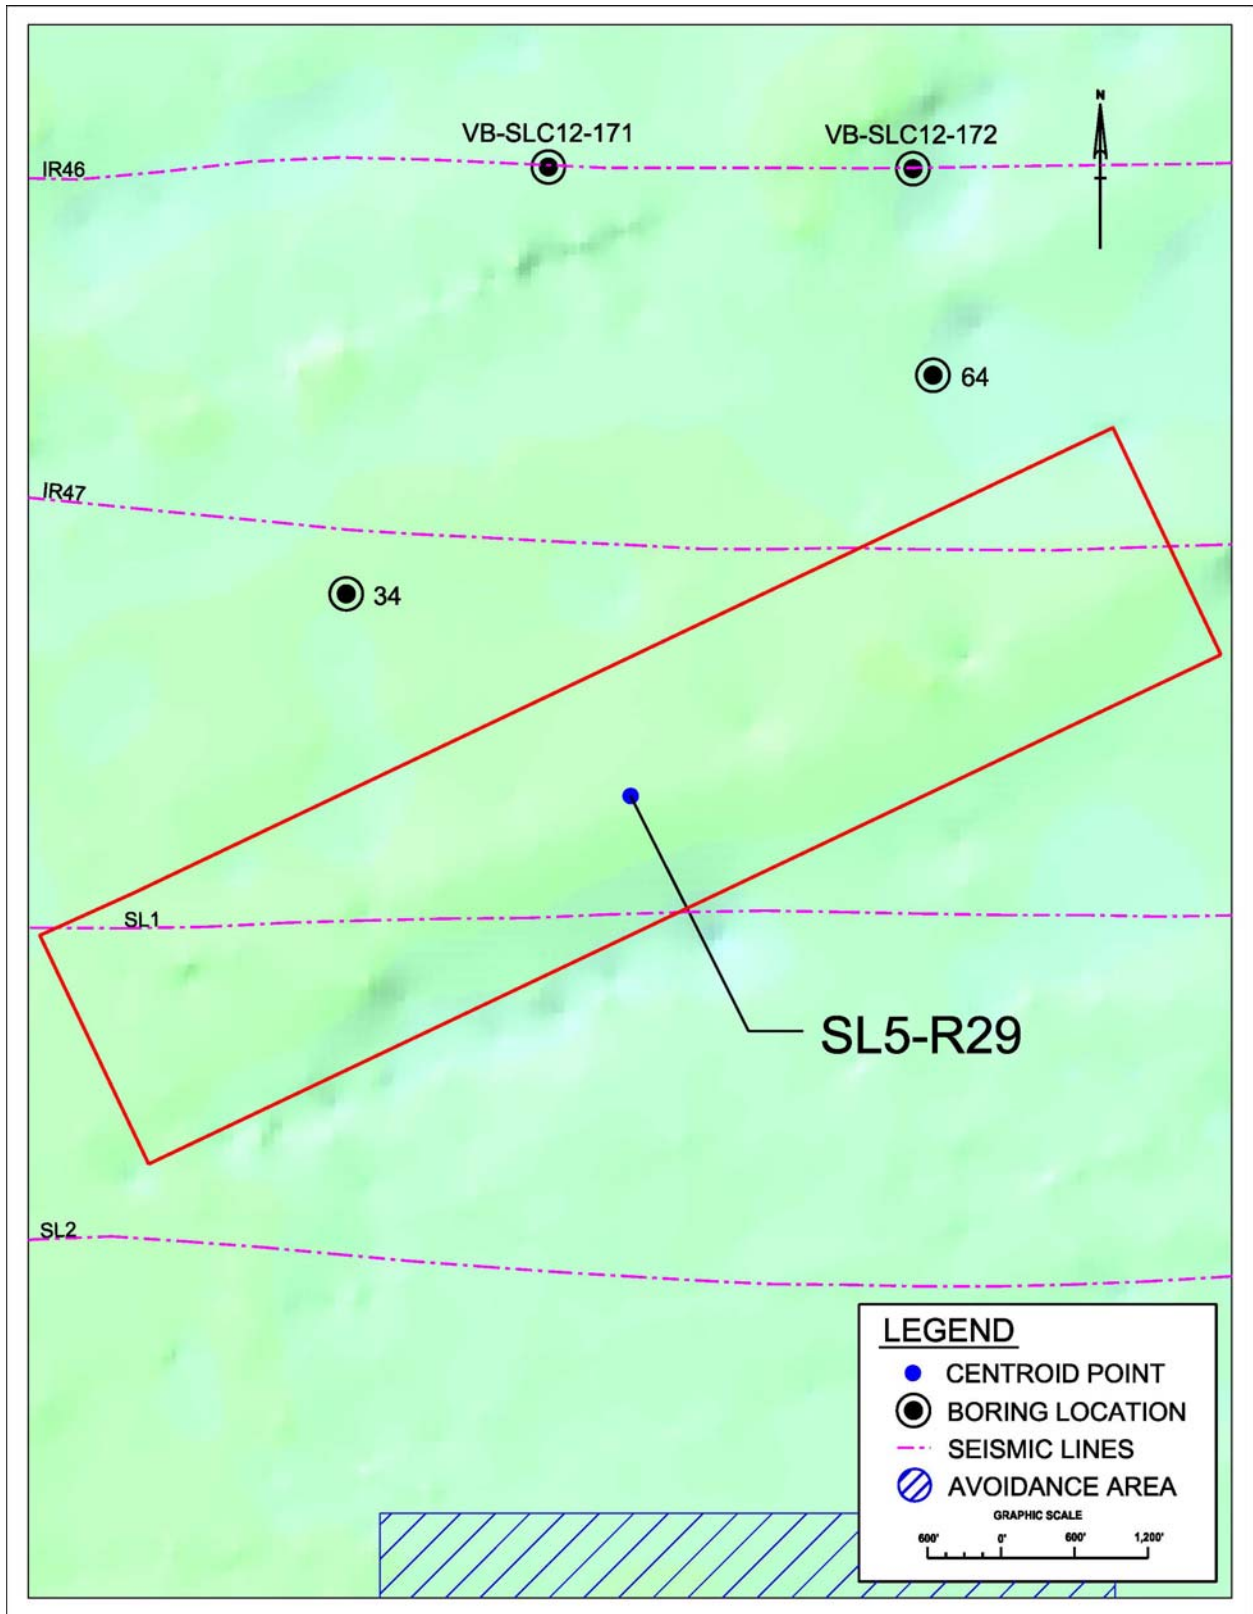 N
VB-SLC12-171
VB-SLC12-172
IR46
64
IR47
34
SL1
SL5-R29
SL2
LEGEND
CENTROID POINT
BORING LOCATION
SEISMIC LINES
AVOIDANCE AREA
GRAPHIC SCALE
600' 0' 600' 1,200'